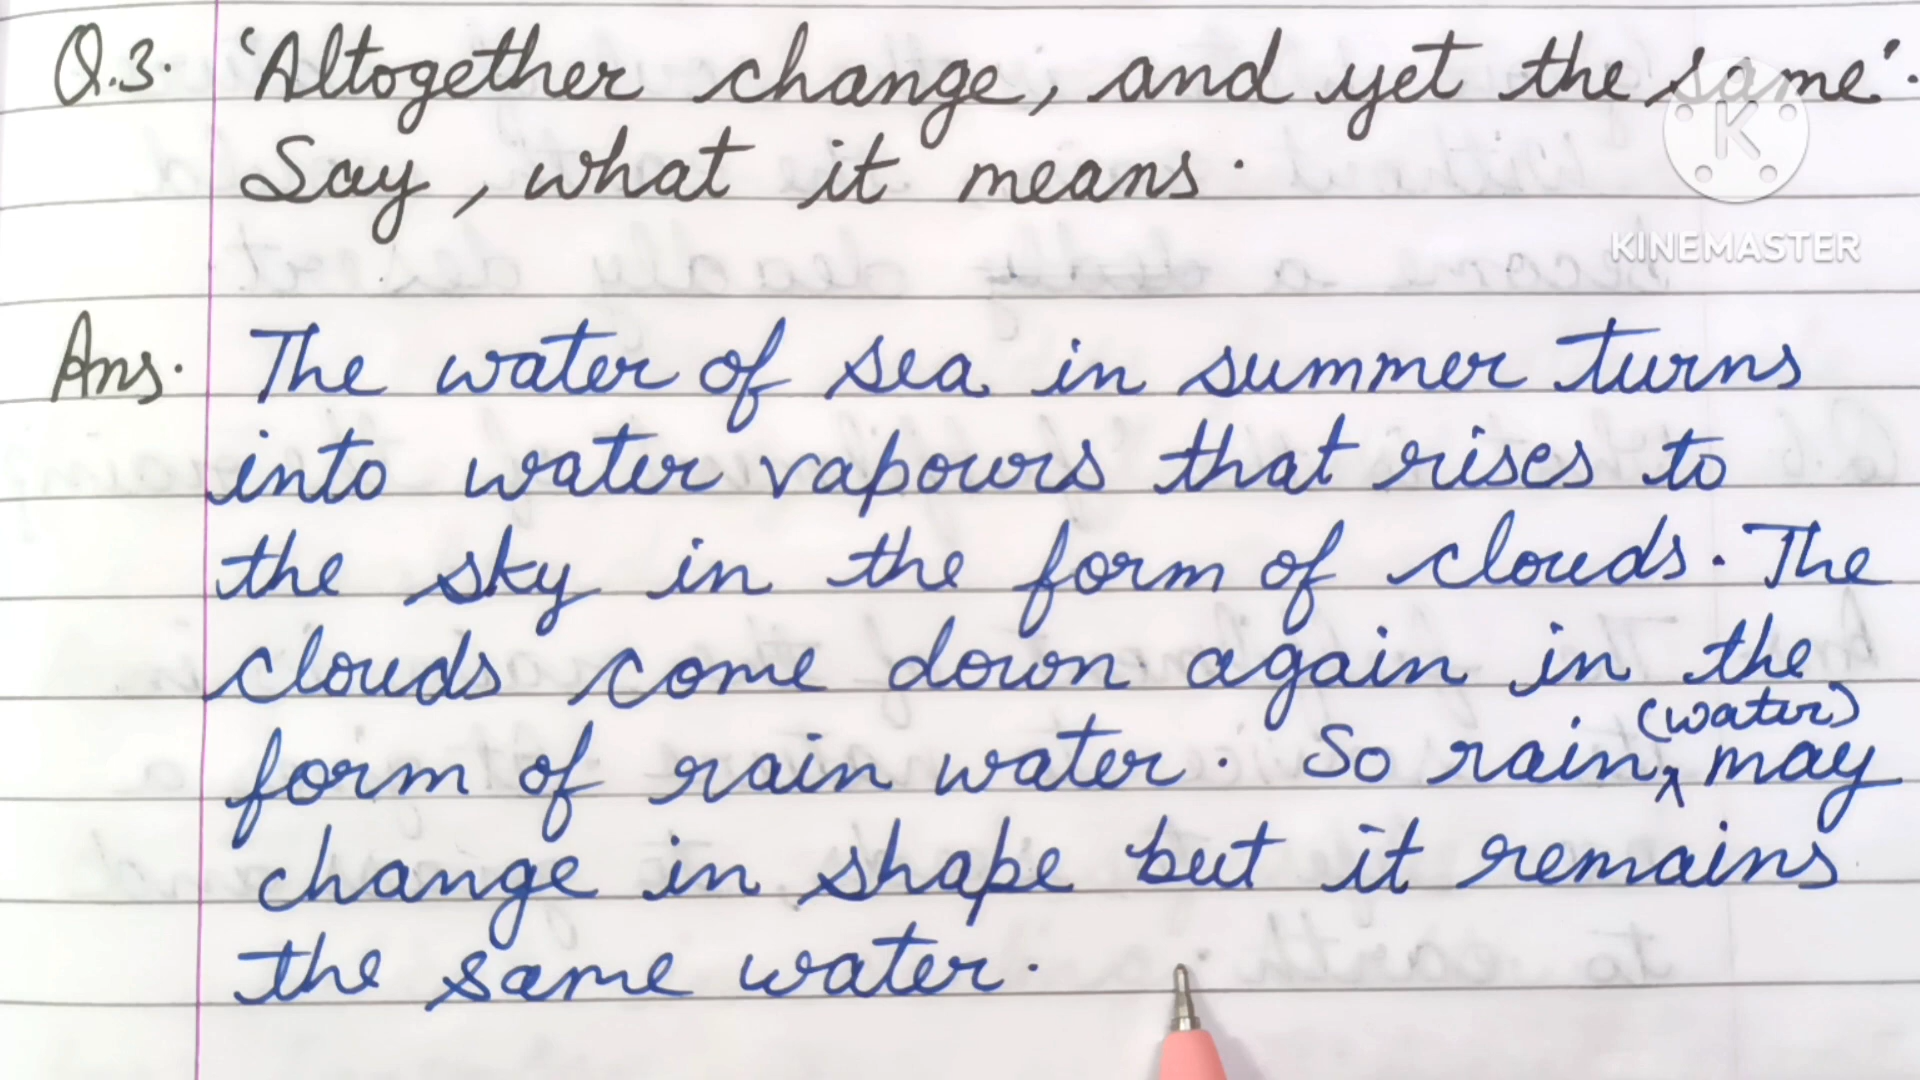 Q.3. 'Altogether change, and yet the same'.
Say, what it means.
K
KINEMASTER
Ans. The water of sea in summer turns
into water vapours that rises to
the sky in the form of clouds. The
clouds come down again in the
(water)
form of rain water. So rain ^ may
change in shape but it remains
the same water.